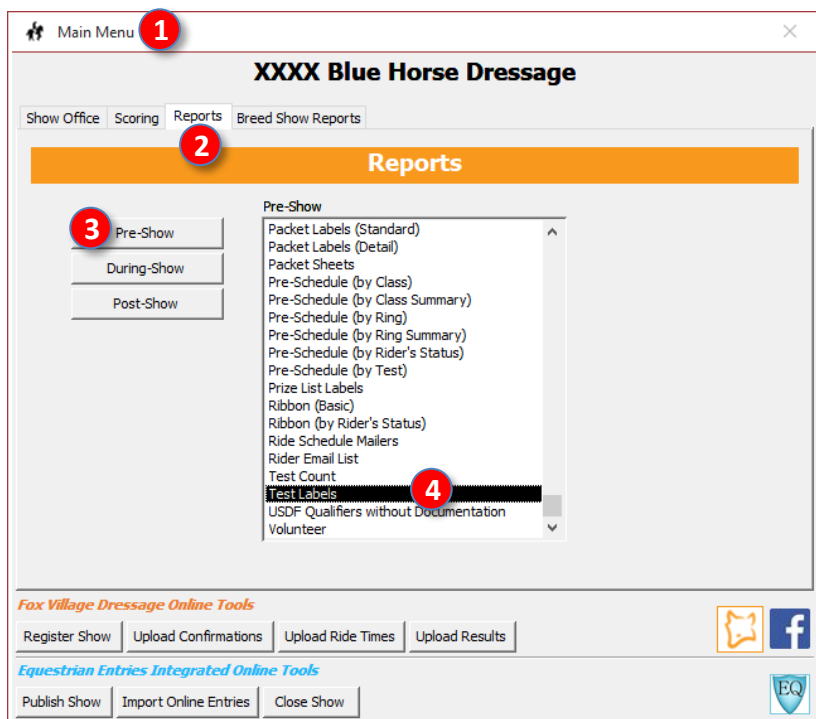 Main Menu 1
XXXX Blue Horse Dressage
Show Office Scoring Reports Breed Show Reports
2
Reports
Pre-Show
3 Pre-Show
During-Show
Post-Show
Packet Labels (Standard)
Packet Labels (Detail)
Packet Sheets
Pre-Schedule (by Class)
Pre-Schedule (by Class Summary)
Pre-Schedule (by Ring)
Pre-Schedule (by Ring Summary)
Pre-Schedule (by Rider's Status)
Pre-Schedule (by Test)
Prize List Labels
Ribbon (Basic)
Ribbon (by Rider's Status)
Ride Schedule Mailers
Rider Email List
Test Count
Test Labels 4
USDF Qualifiers without Documentation
Volunteer
Fox Village Dressage Online Tools
Register Show Upload Confirmations Upload Ride Times Upload Results
f
Equestrian Entries Integrated Online Tools
Publish Show Import Online Entries Close Show
EQ